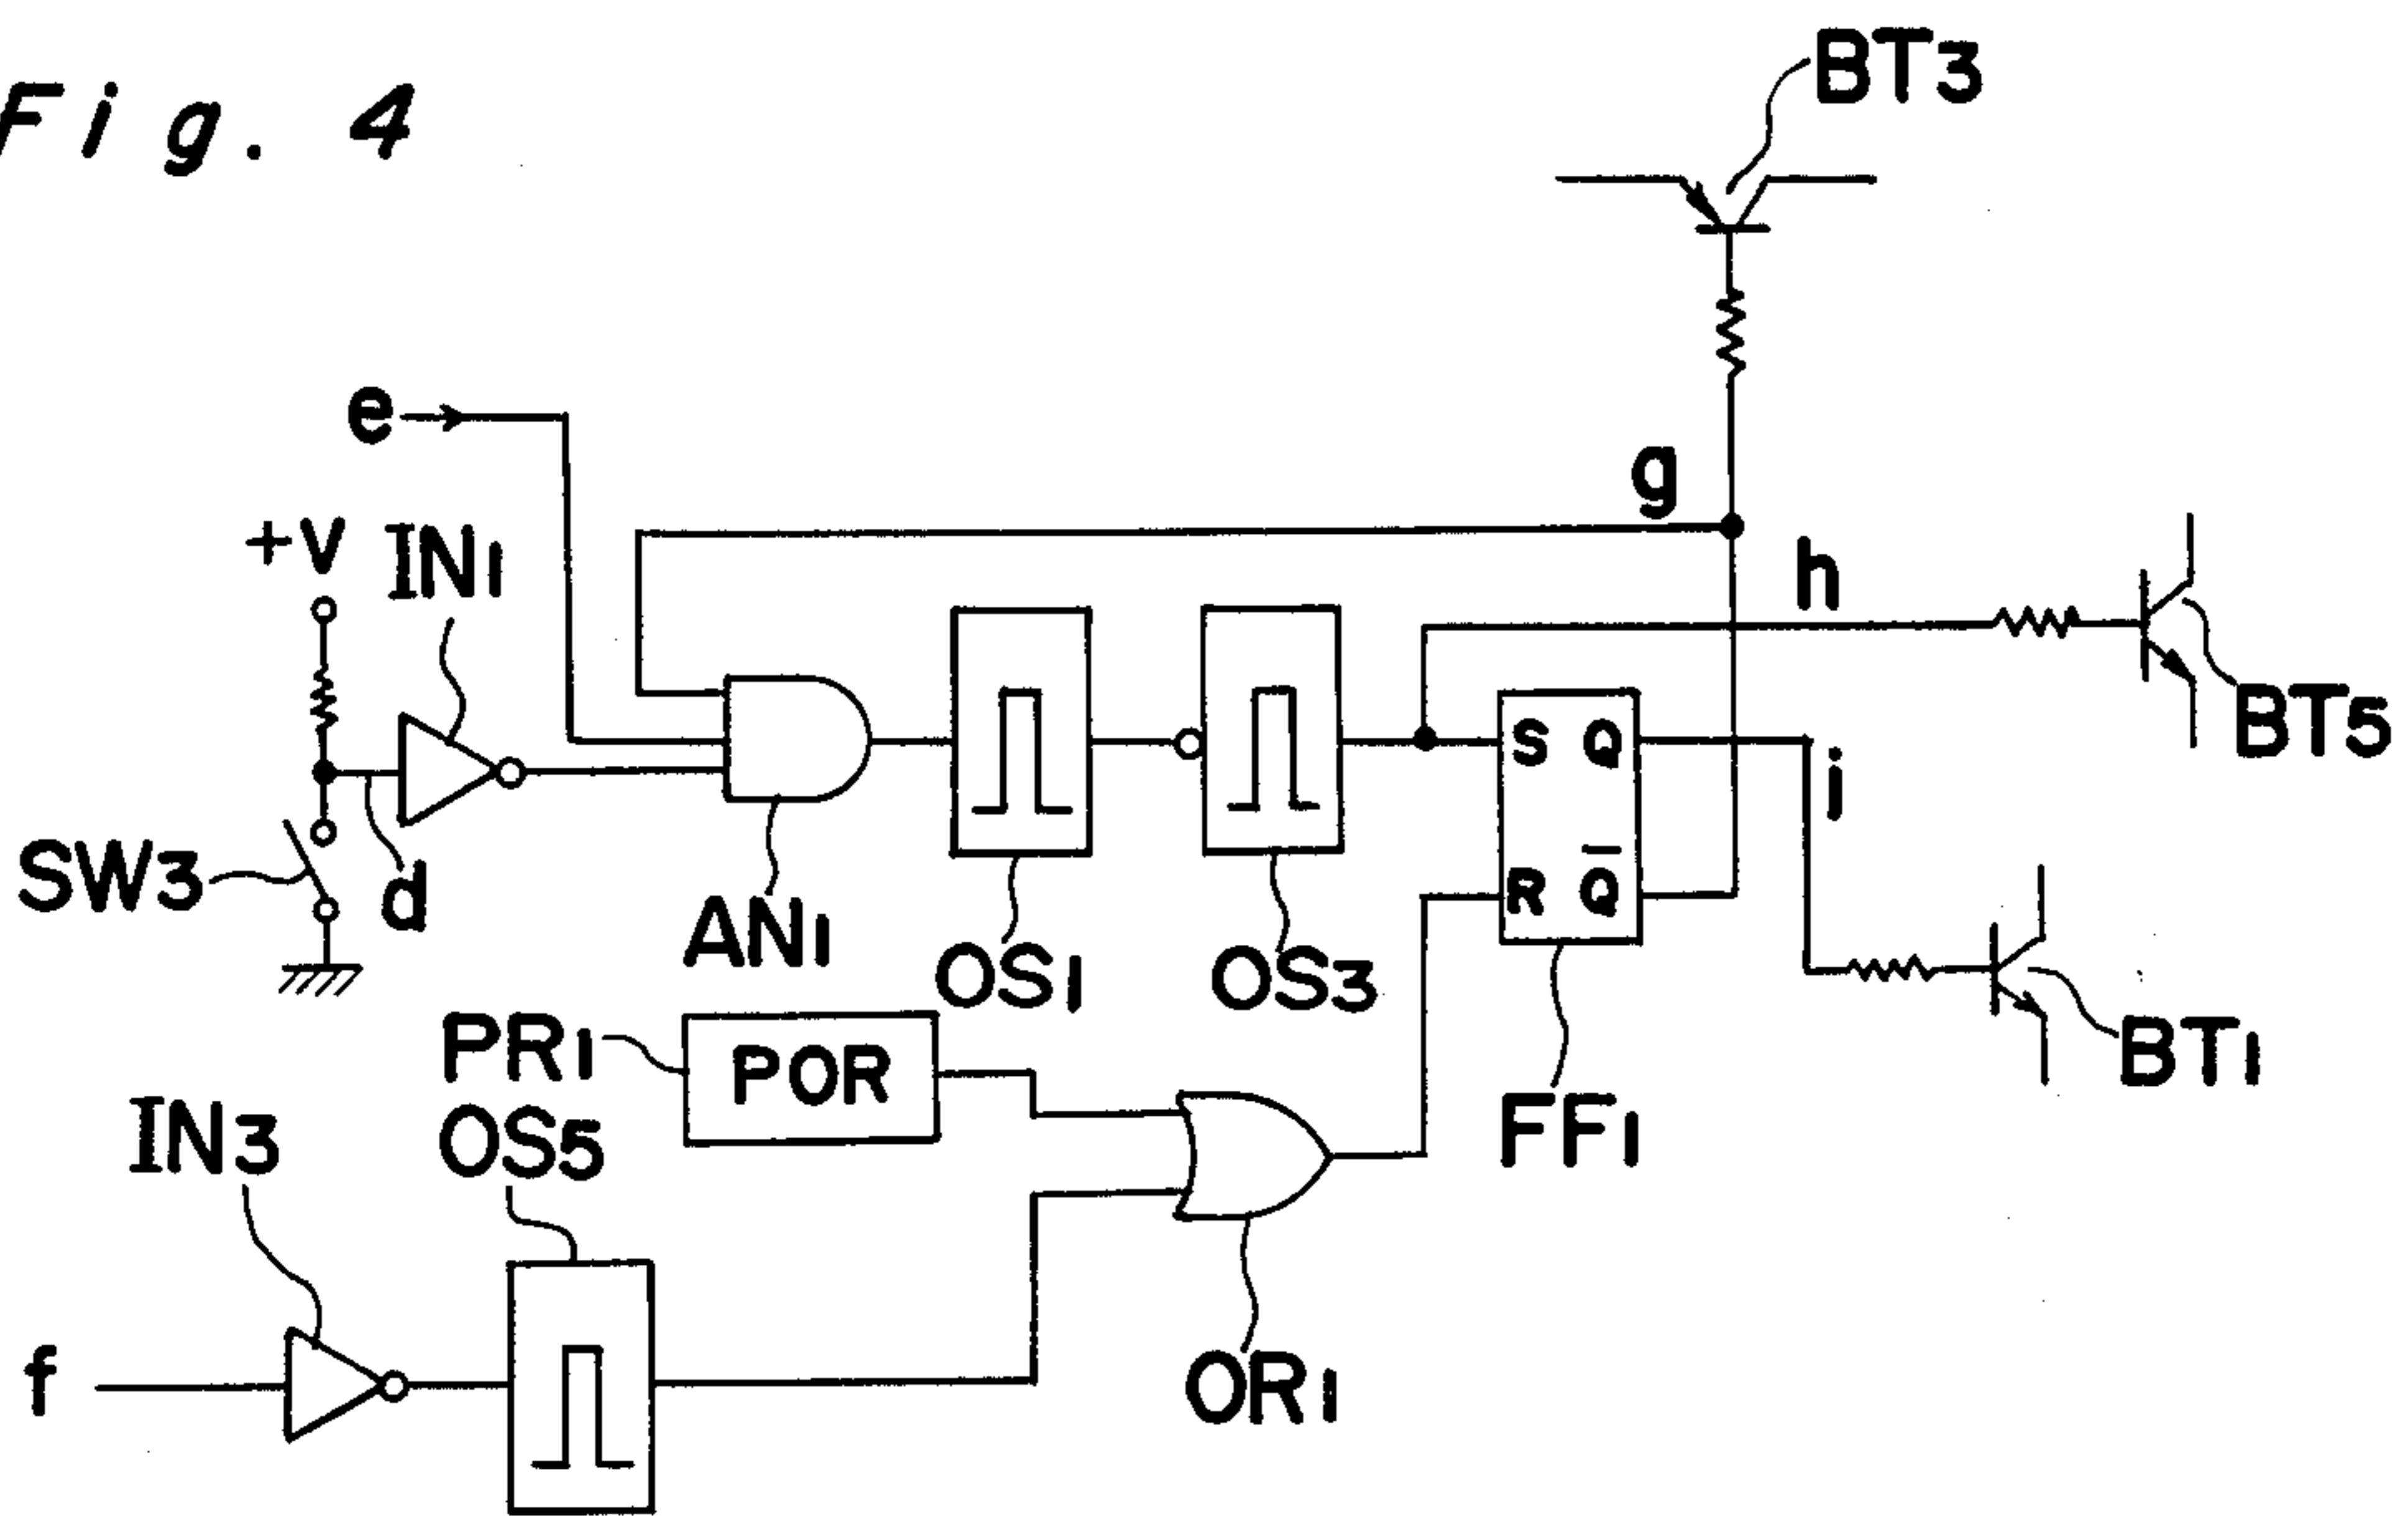 Fig. 4
BT3
e
g
+V
IN1
h
BT5
S Q
i
SW3
d
R Q̅
AN1
OS1
OS3
PR1
POR
BT1
FF1
IN3
OS5
OR1
f